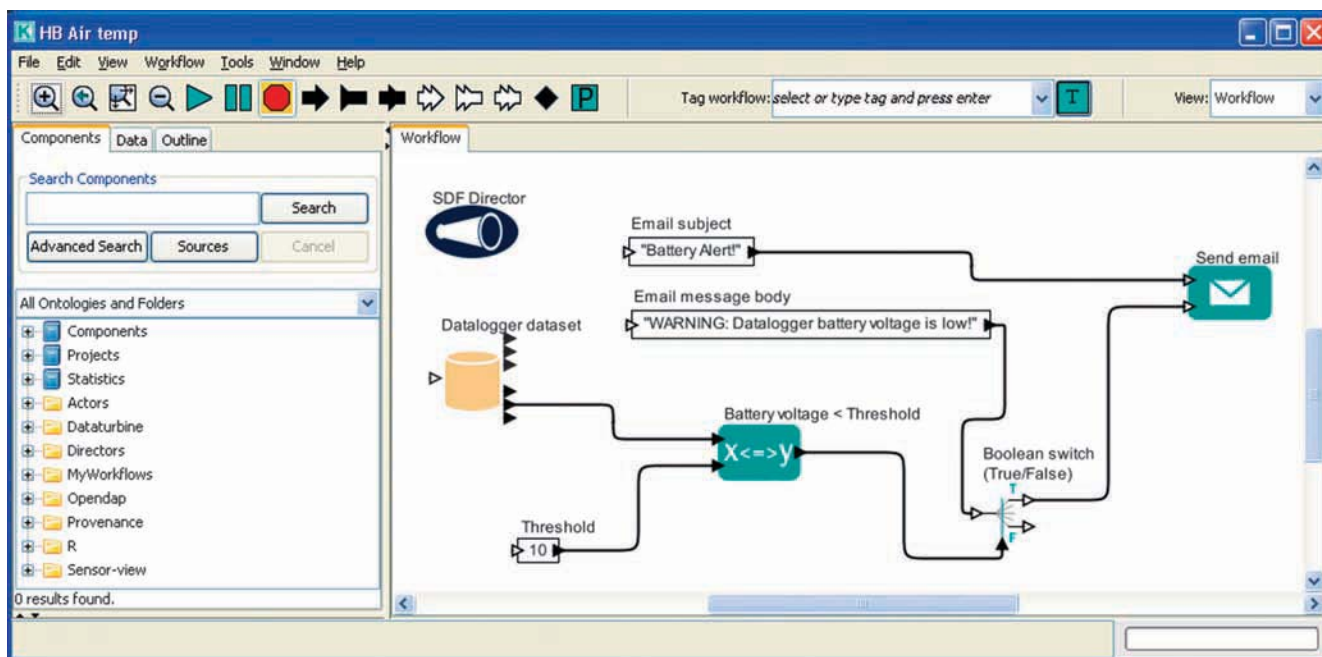 HB Air temp
File Edit View Workflow Tools Window Help
P
Tag workflow: select or type tag and press enter
T
View: Workflow
Components Data Outline
Workflow
Search Components
Search
Advanced Search Sources Cancel
All Ontologies and Folders
Components
Projects
Statistics
Actors
Dataturbine
Directors
MyWorkflows
Opendap
Provenance
R
Sensor-view
0 results found.
SDF Director
Email subject
"Battery Alert!"
Send email
Email message body
"WARNING: Datalogger battery voltage is low!"
Datalogger dataset
Battery voltage < Threshold
x<=>y
Boolean switch
(True/False)
T
F
Threshold
10